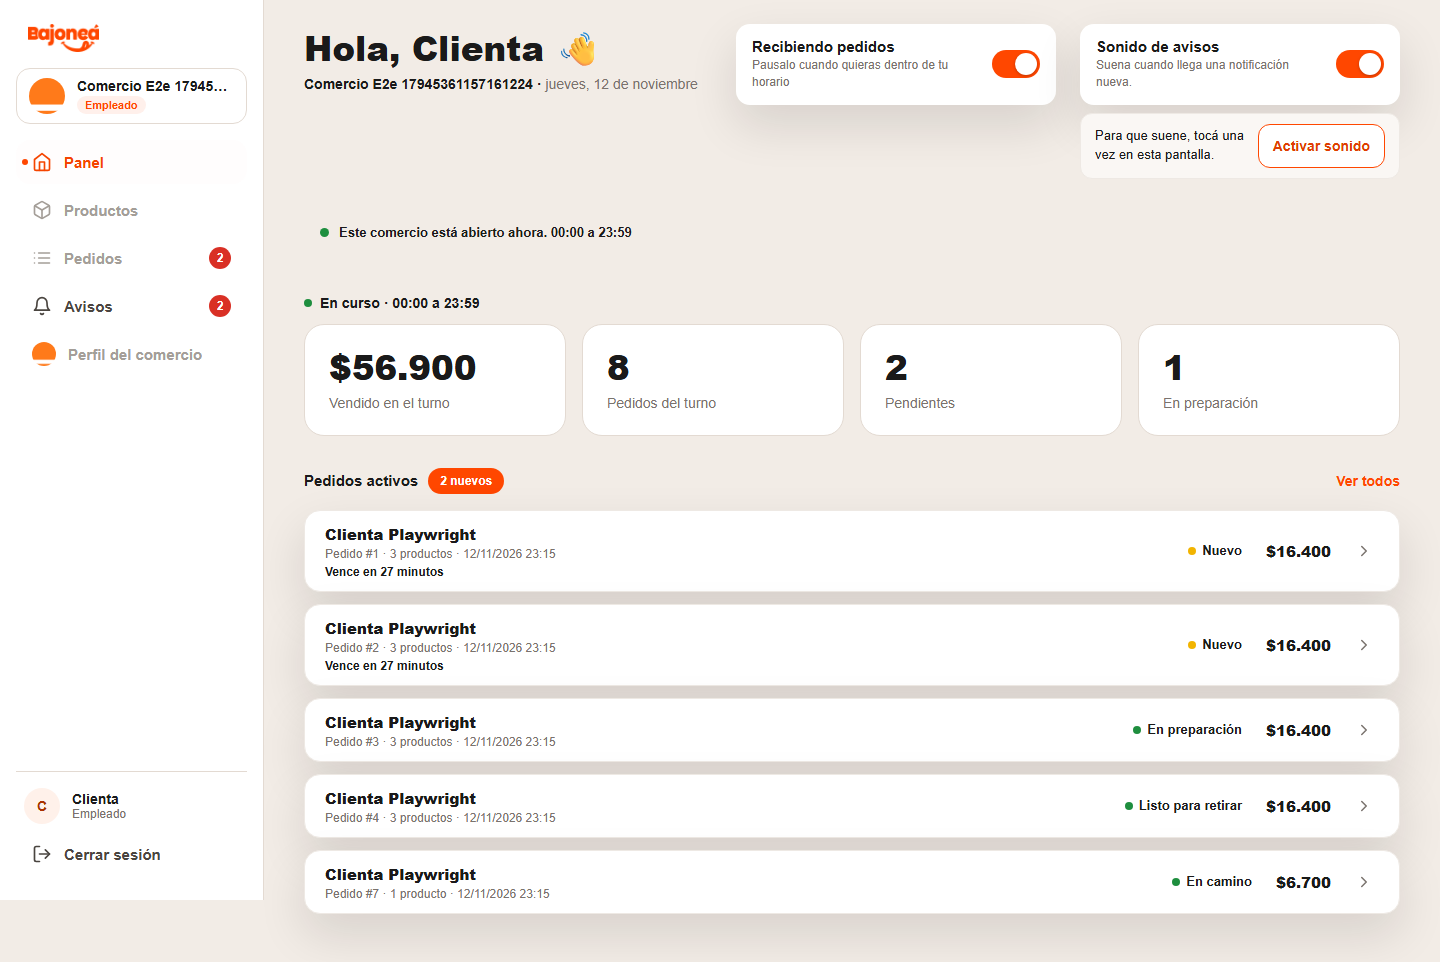 Bajoneá
Comercio E2e 17945...
Empleado
Panel
Productos
Pedidos 2
Avisos 2
Perfil del comercio
Clienta
C
Empleado
Cerrar sesión
Hola, Clienta
Comercio E2e 17945361157161224 · jueves, 12 de noviembre
Recibiendo pedidos
Pausalo cuando quieras dentro de tu
horario
Sonido de avisos
Suena cuando llega una notificación
nueva.
Para que suene, tocá una
vez en esta pantalla.
Activar sonido
Este comercio está abierto ahora. 00:00 a 23:59
En curso · 00:00 a 23:59
$56.900
Vendido en el turno
8
Pedidos del turno
2
Pendientes
1
En preparación
Pedidos activos
2 nuevos
Ver todos
Clienta Playwright
Pedido #1 · 3 productos · 12/11/2026 23:15
Vence en 27 minutos
Nuevo
$16.400
Clienta Playwright
Pedido #2 · 3 productos · 12/11/2026 23:15
Vence en 27 minutos
Nuevo
$16.400
Clienta Playwright
Pedido #3 · 3 productos · 12/11/2026 23:15
En preparación
$16.400
Clienta Playwright
Pedido #4 · 3 productos · 12/11/2026 23:15
Listo para retirar
$16.400
Clienta Playwright
Pedido #7 · 1 producto · 12/11/2026 23:15
En camino
$6.700